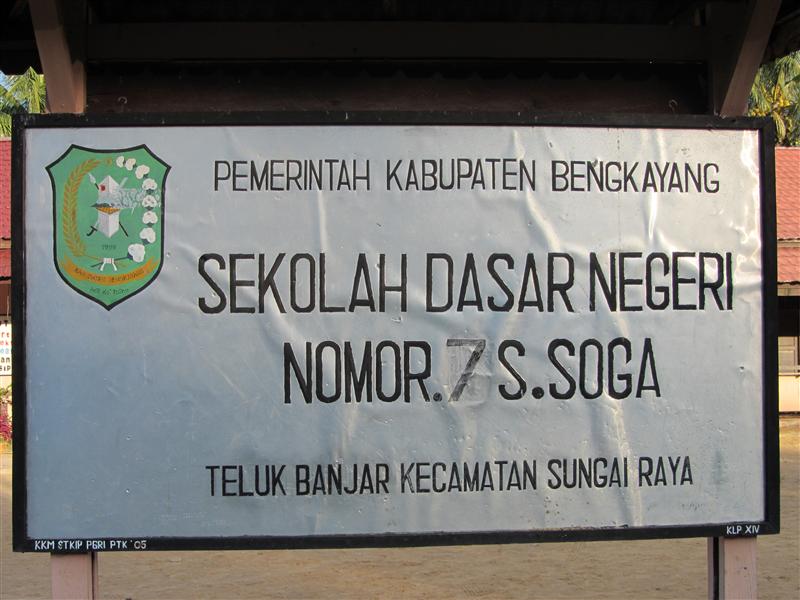 PEMERINTAH KABUPATEN BENGKAYANG
SEKOLAH DASAR NEGERI
NOMOR.7 S.SOGA
TELUK BANJAR KECAMATAN SUNGAI RAYA
1999
KKM STKIP PGRI PTK '05
KLP XIV